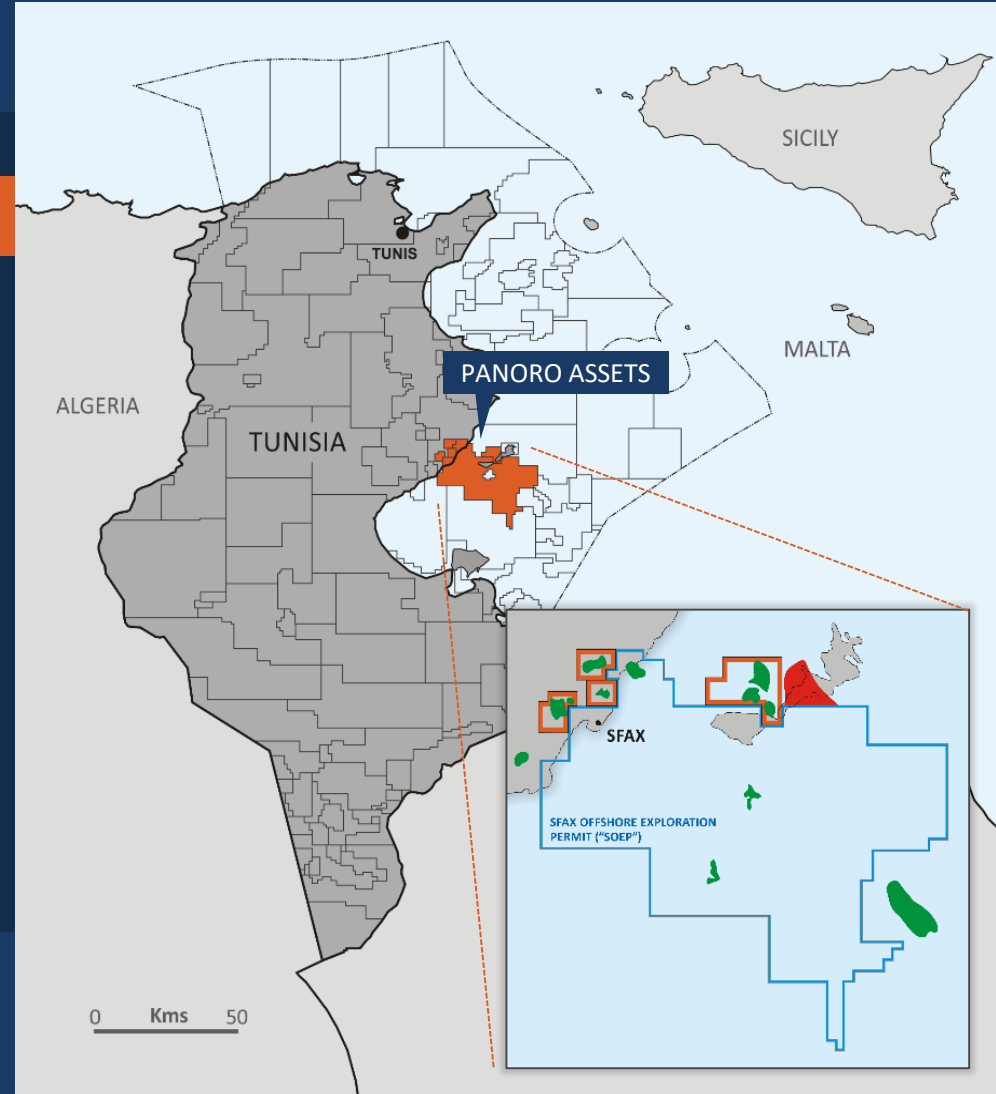 SICILY
TUNIS
MALTA
PANORO ASSETS
ALGERIA
TUNISIA
SFAX
SFAX OFFSHORE EXPLORATION
PERMIT ("SOEP")
0 Kms 50